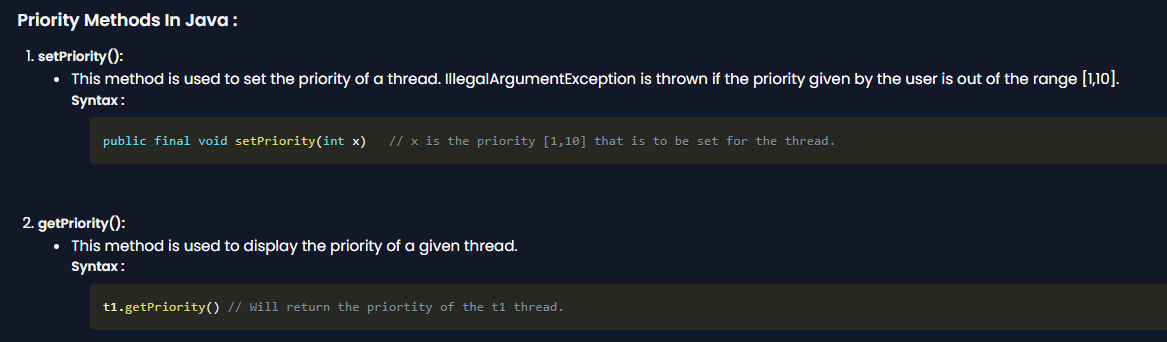 Priority Methods In Java :
1. setPriority():
• This method is used to set the priority of a thread. IllegalArgumentException is thrown if the priority given by the user is out of the range [1,10].
Syntax :
public final void setPriority(int x)   // x is the priority [1,10] that is to be set for the thread.
2. getPriority():
• This method is used to display the priority of a given thread.
Syntax :
t1.getPriority() // Will return the priortity of the t1 thread.